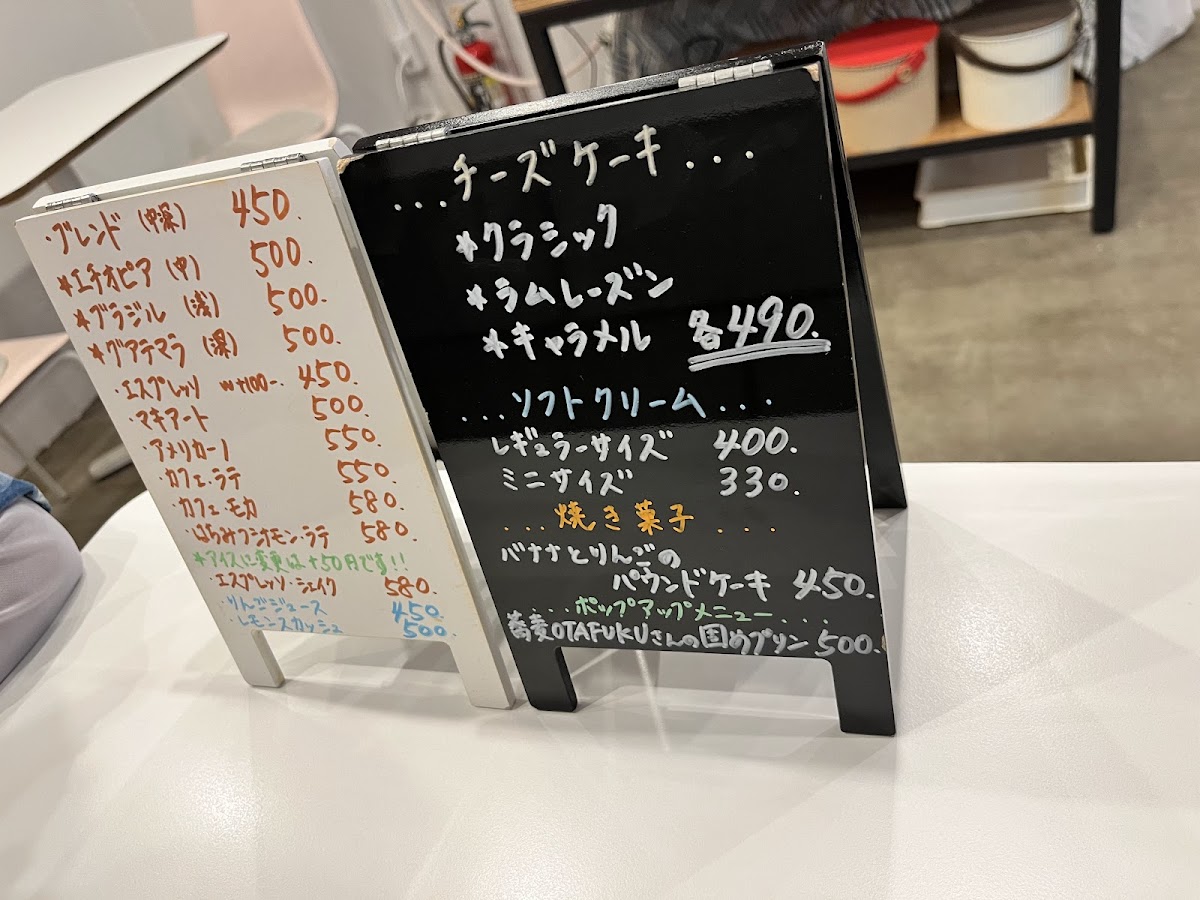 ・ブレンド (中深) 450.
*エチオピア (中) 500.
*ブラジル (浅) 500.
*グアテマラ (深) 500.
・エスプレッソ W+100-. 450.
・マキアート 500.
・アメリカーノ 550.
・カフェ・ラテ 550.
・カフェ・モカ 580.
・はちみつシナモン・ラテ 580.
*アイスに変更は+50円です!!
・エスプレッソ・シェイク 580.
・りんごジュース 450.
・レモンスカッシュ 500.
...チーズケーキ...
*クラシック
*ラムレーズン
*キャラメル 各490.
...ソフトクリーム...
レギュラーサイズ 400.
ミニサイズ 330.
...焼き菓子...
バナナとりんごの
パウンドケーキ 450.
...ポップアップメニュー...
蕎麦OTAFUKUさんの固めプリン 500.